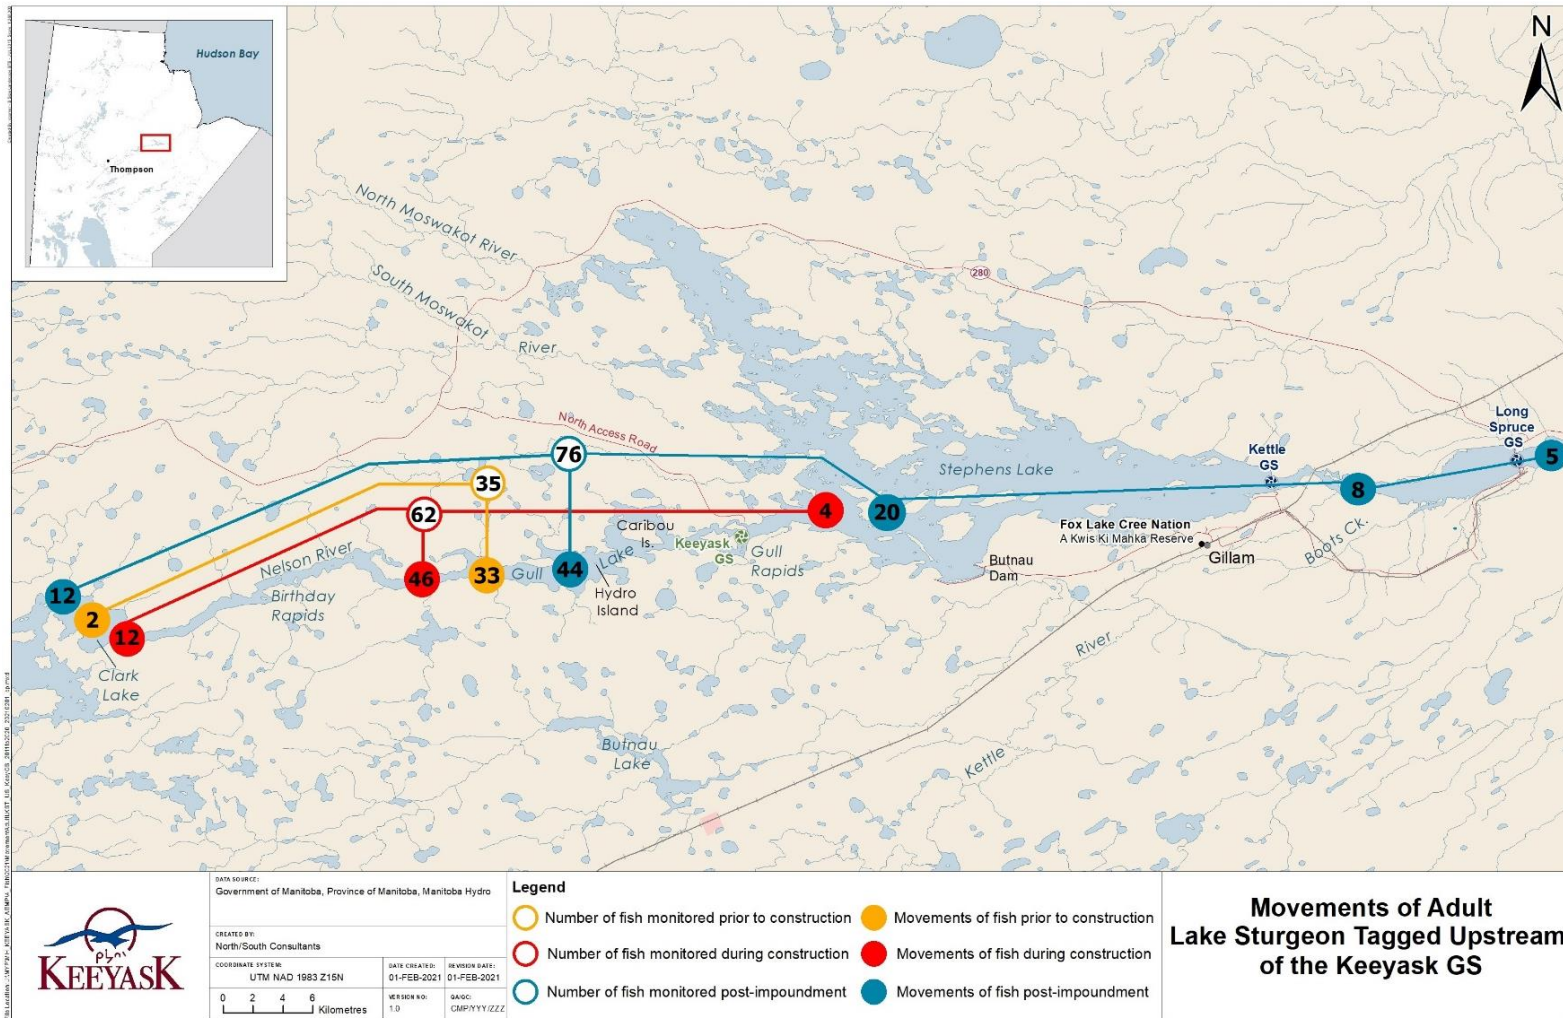 Hudson Bay
Thompson
N
North Moswakot River
South Moswakot
River
280
North Access Road
Long
Spruce
GS
Kettle
GS
Stephens Lake
76
35
62
4
20
8
5
Fox Lake Cree Nation
A Kwis Ki Mahka Reserve
Gillam
Boots Ck.
Butnau
Dam
Caribou
Is.
Keeyask
GS
Gull
Rapids
Nelson River
Birthday
Rapids
46
33
Gull
Lake
44
Hydro
Island
12
2
12
Clark
Lake
River
Kettle
Butnau
Lake
KEEYASK
DATA SOURCE:
Government of Manitoba, Province of Manitoba, Manitoba Hydro
CREATED BY:
North/South Consultants
COORDINATE SYSTEM:
UTM NAD 1983 Z15N
DATE CREATED:
01-FEB-2021
REVISION DATE:
01-FEB-2021
0 2 4 6
Kilometres
VERSION NO:
1.0
QA/QC:
CMP/YYY/ZZZ
Legend
Number of fish monitored prior to construction
Number of fish monitored during construction
Number of fish monitored post-impoundment
Movements of fish prior to construction
Movements of fish during construction
Movements of fish post-impoundment
Movements of Adult
Lake Sturgeon Tagged Upstream
of the Keeyask GS